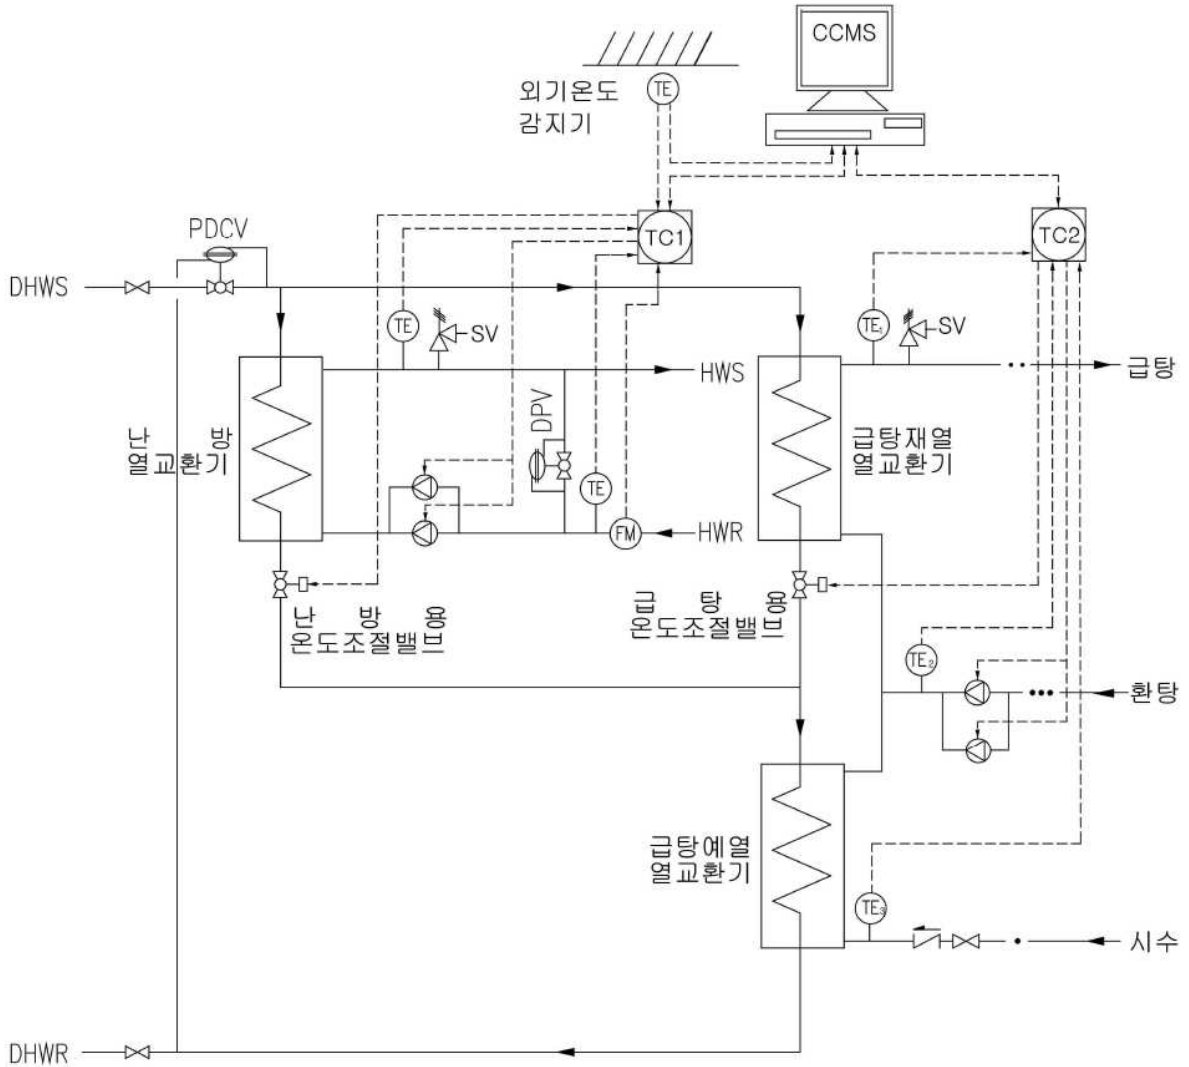 CCMS
외기온도
감지기
TE
TC1
TC2
PDCV
DHWS
TE
SV
TE₁
SV
HWS
급탕
DPV
난 방
열교환기
급탕재열
열교환기
TE
FM
HWR
난 방 용
온도조절밸브
급 탕 용
온도조절밸브
TE₂
환탕
급탕예열
열교환기
TE₃
시수
DHWR